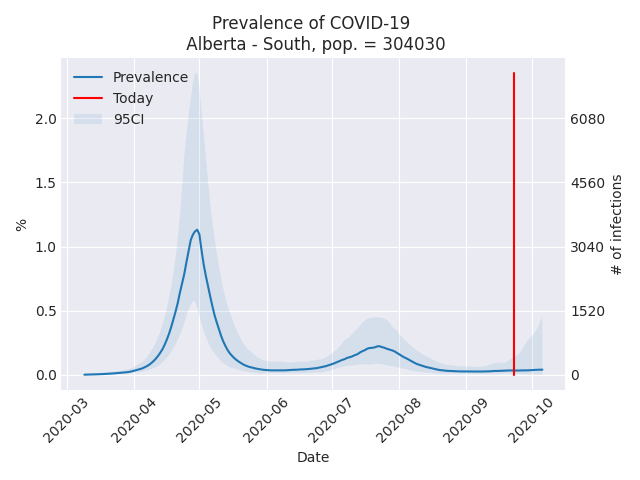 Prevalence of COVID-19
Alberta - South, pop. = 304030
Prevalence
Today
95CI
2.0
1.5
1.0
0.5
0.0
%
6080
4560
3040
1520
0
# of infections
2020-03
2020-04
2020-05
2020-06
2020-07
2020-08
2020-09
2020-10
Date